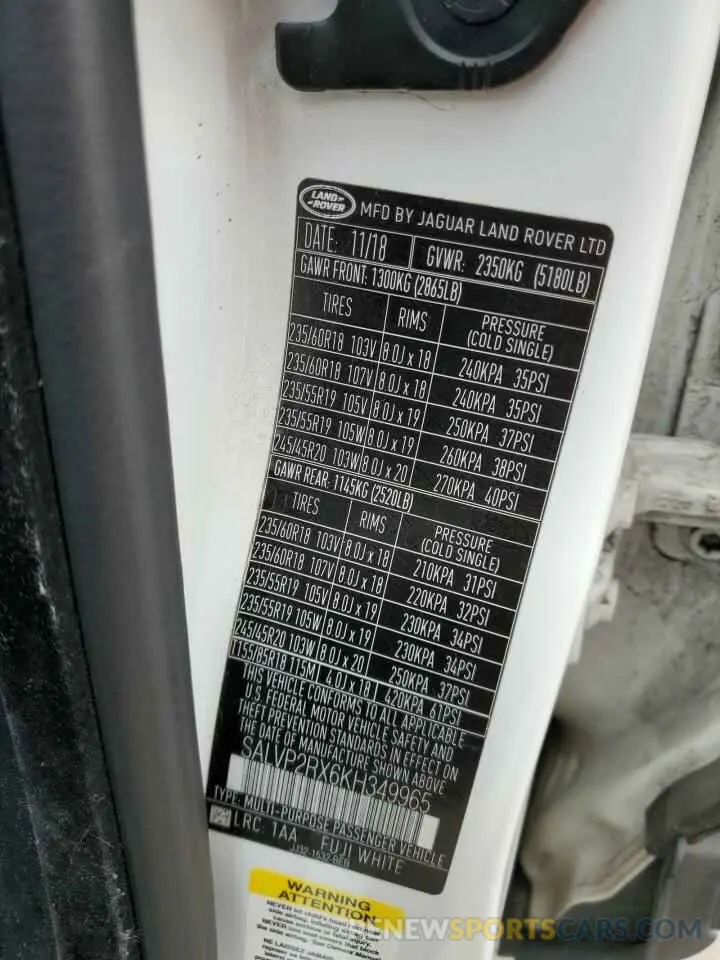 LAND ROVER
MFD BY JAGUAR LAND ROVER LTD
DATE: 11/18 GVWR: 2350KG (5180LB)
GAWR FRONT: 1300KG (2865LB)
TIRES RIMS PRESSURE (COLD SINGLE)
235/60R18 103V 8.0J x 18 240KPA 35PSI
235/60R18 107V 8.0J x 18 240KPA 35PSI
235/55R19 105V 8.0J x 19 250KPA 37PSI
235/55R19 105W 8.0J x 19 260KPA 38PSI
245/45R20 103W 8.0J x 20 270KPA 40PSI
GAWR REAR: 1145KG (2520LB)
TIRES RIMS PRESSURE (COLD SINGLE)
235/60R18 103V 8.0J x 18 210KPA 31PSI
235/60R18 107V 8.0J x 18 220KPA 32PSI
235/55R19 105V 8.0J x 19 230KPA 34PSI
235/55R19 105W 8.0J x 19 230KPA 34PSI
245/45R20 103W 8.0J x 20 250KPA 37PSI
T155/85R18 115M 4.0J x 18 420KPA 61PSI
THIS VEHICLE CONFORMS TO ALL APPLICABLE
U.S. FEDERAL MOTOR VEHICLE SAFETY AND
THEFT PREVENTION STANDARDS IN EFFECT ON
THE DATE OF MANUFACTURE SHOWN ABOVE
SALVP2RX6KH349965
TYPE: MULTI-PURPOSE PASSENGER VEHICLE
LRC 1AA FUJI WHITE
WARNING
ATTENTION
NEWSPORTSCARS.COM